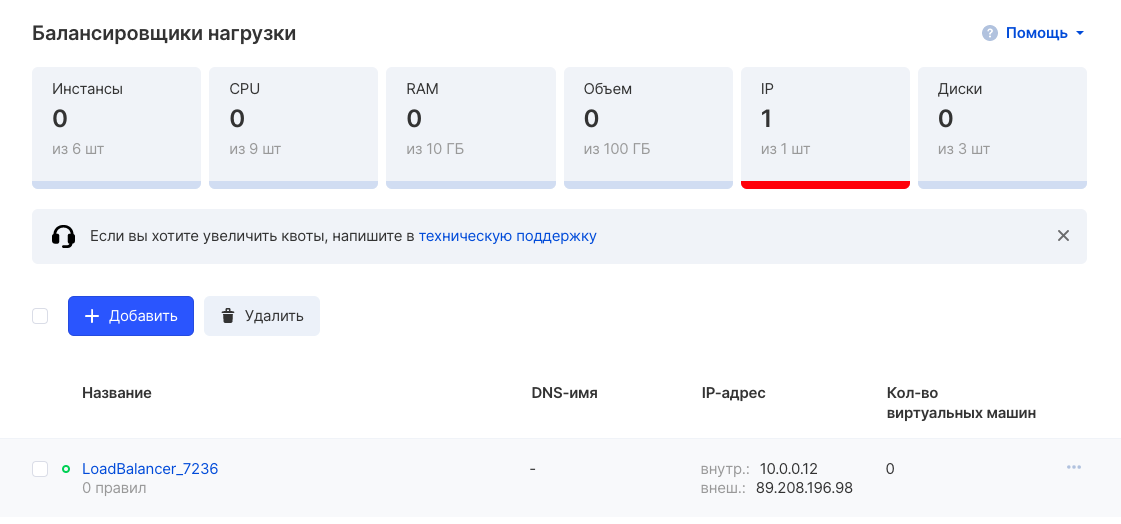 Балансировщики нагрузки
? Помощь
Инстансы
0
из 6 шт
CPU
0
из 9 шт
RAM
0
из 10 ГБ
Объем
0
из 100 ГБ
IP
1
из 1 шт
Диски
0
из 3 шт
Если вы хотите увеличить квоты, напишите в техническую поддержку
Добавить
Удалить
Название
DNS-имя
IP-адрес
Кол-во
виртуальных машин
LoadBalancer_7236
0 правил
-
внутр.: 10.0.0.12
внеш.: 89.208.196.98
0